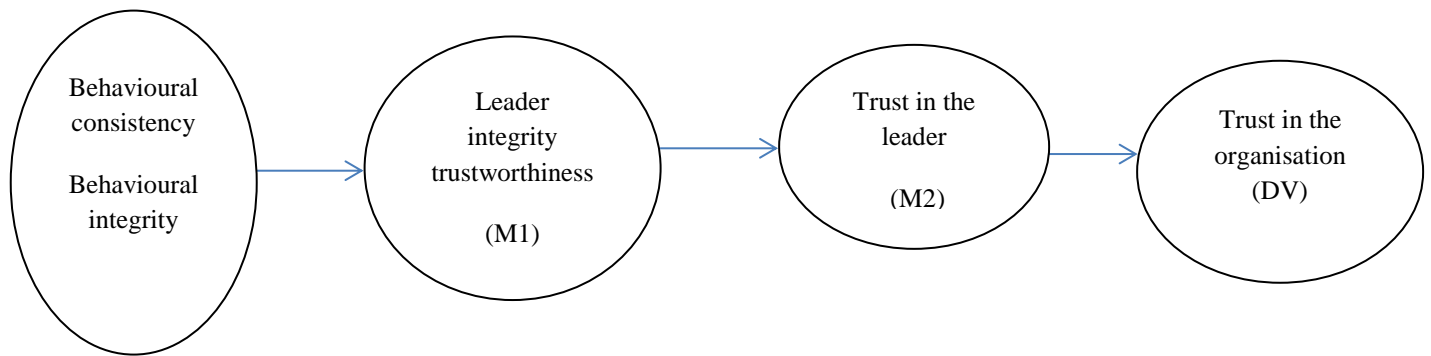 Behavioural
consistency
Behavioural
integrity
Leader
integrity
trustworthiness
(M1)
Trust in the
leader
(M2)
Trust in the
organisation
(DV)